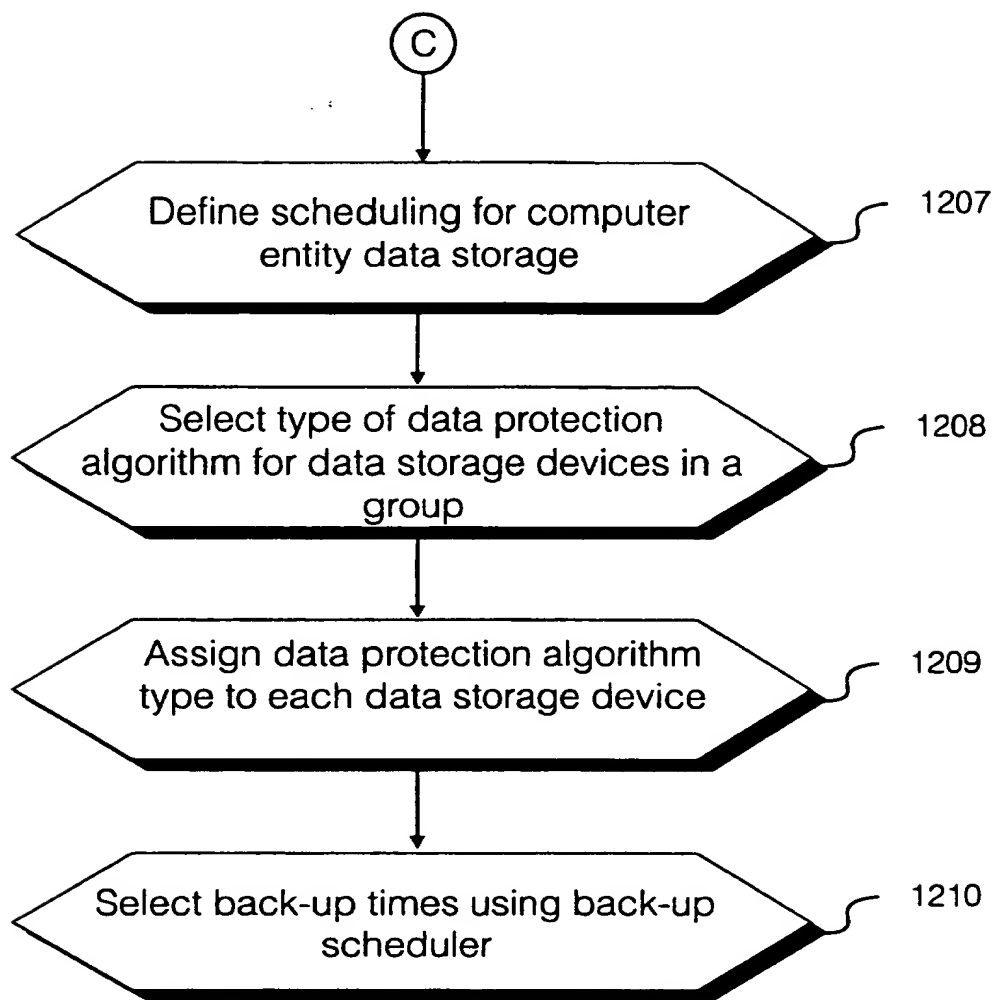 C
Define scheduling for computer
entity data storage
1207
Select type of data protection
algorithm for data storage devices in a
group
1208
Assign data protection algorithm
type to each data storage device
1209
Select back-up times using back-up
scheduler
1210